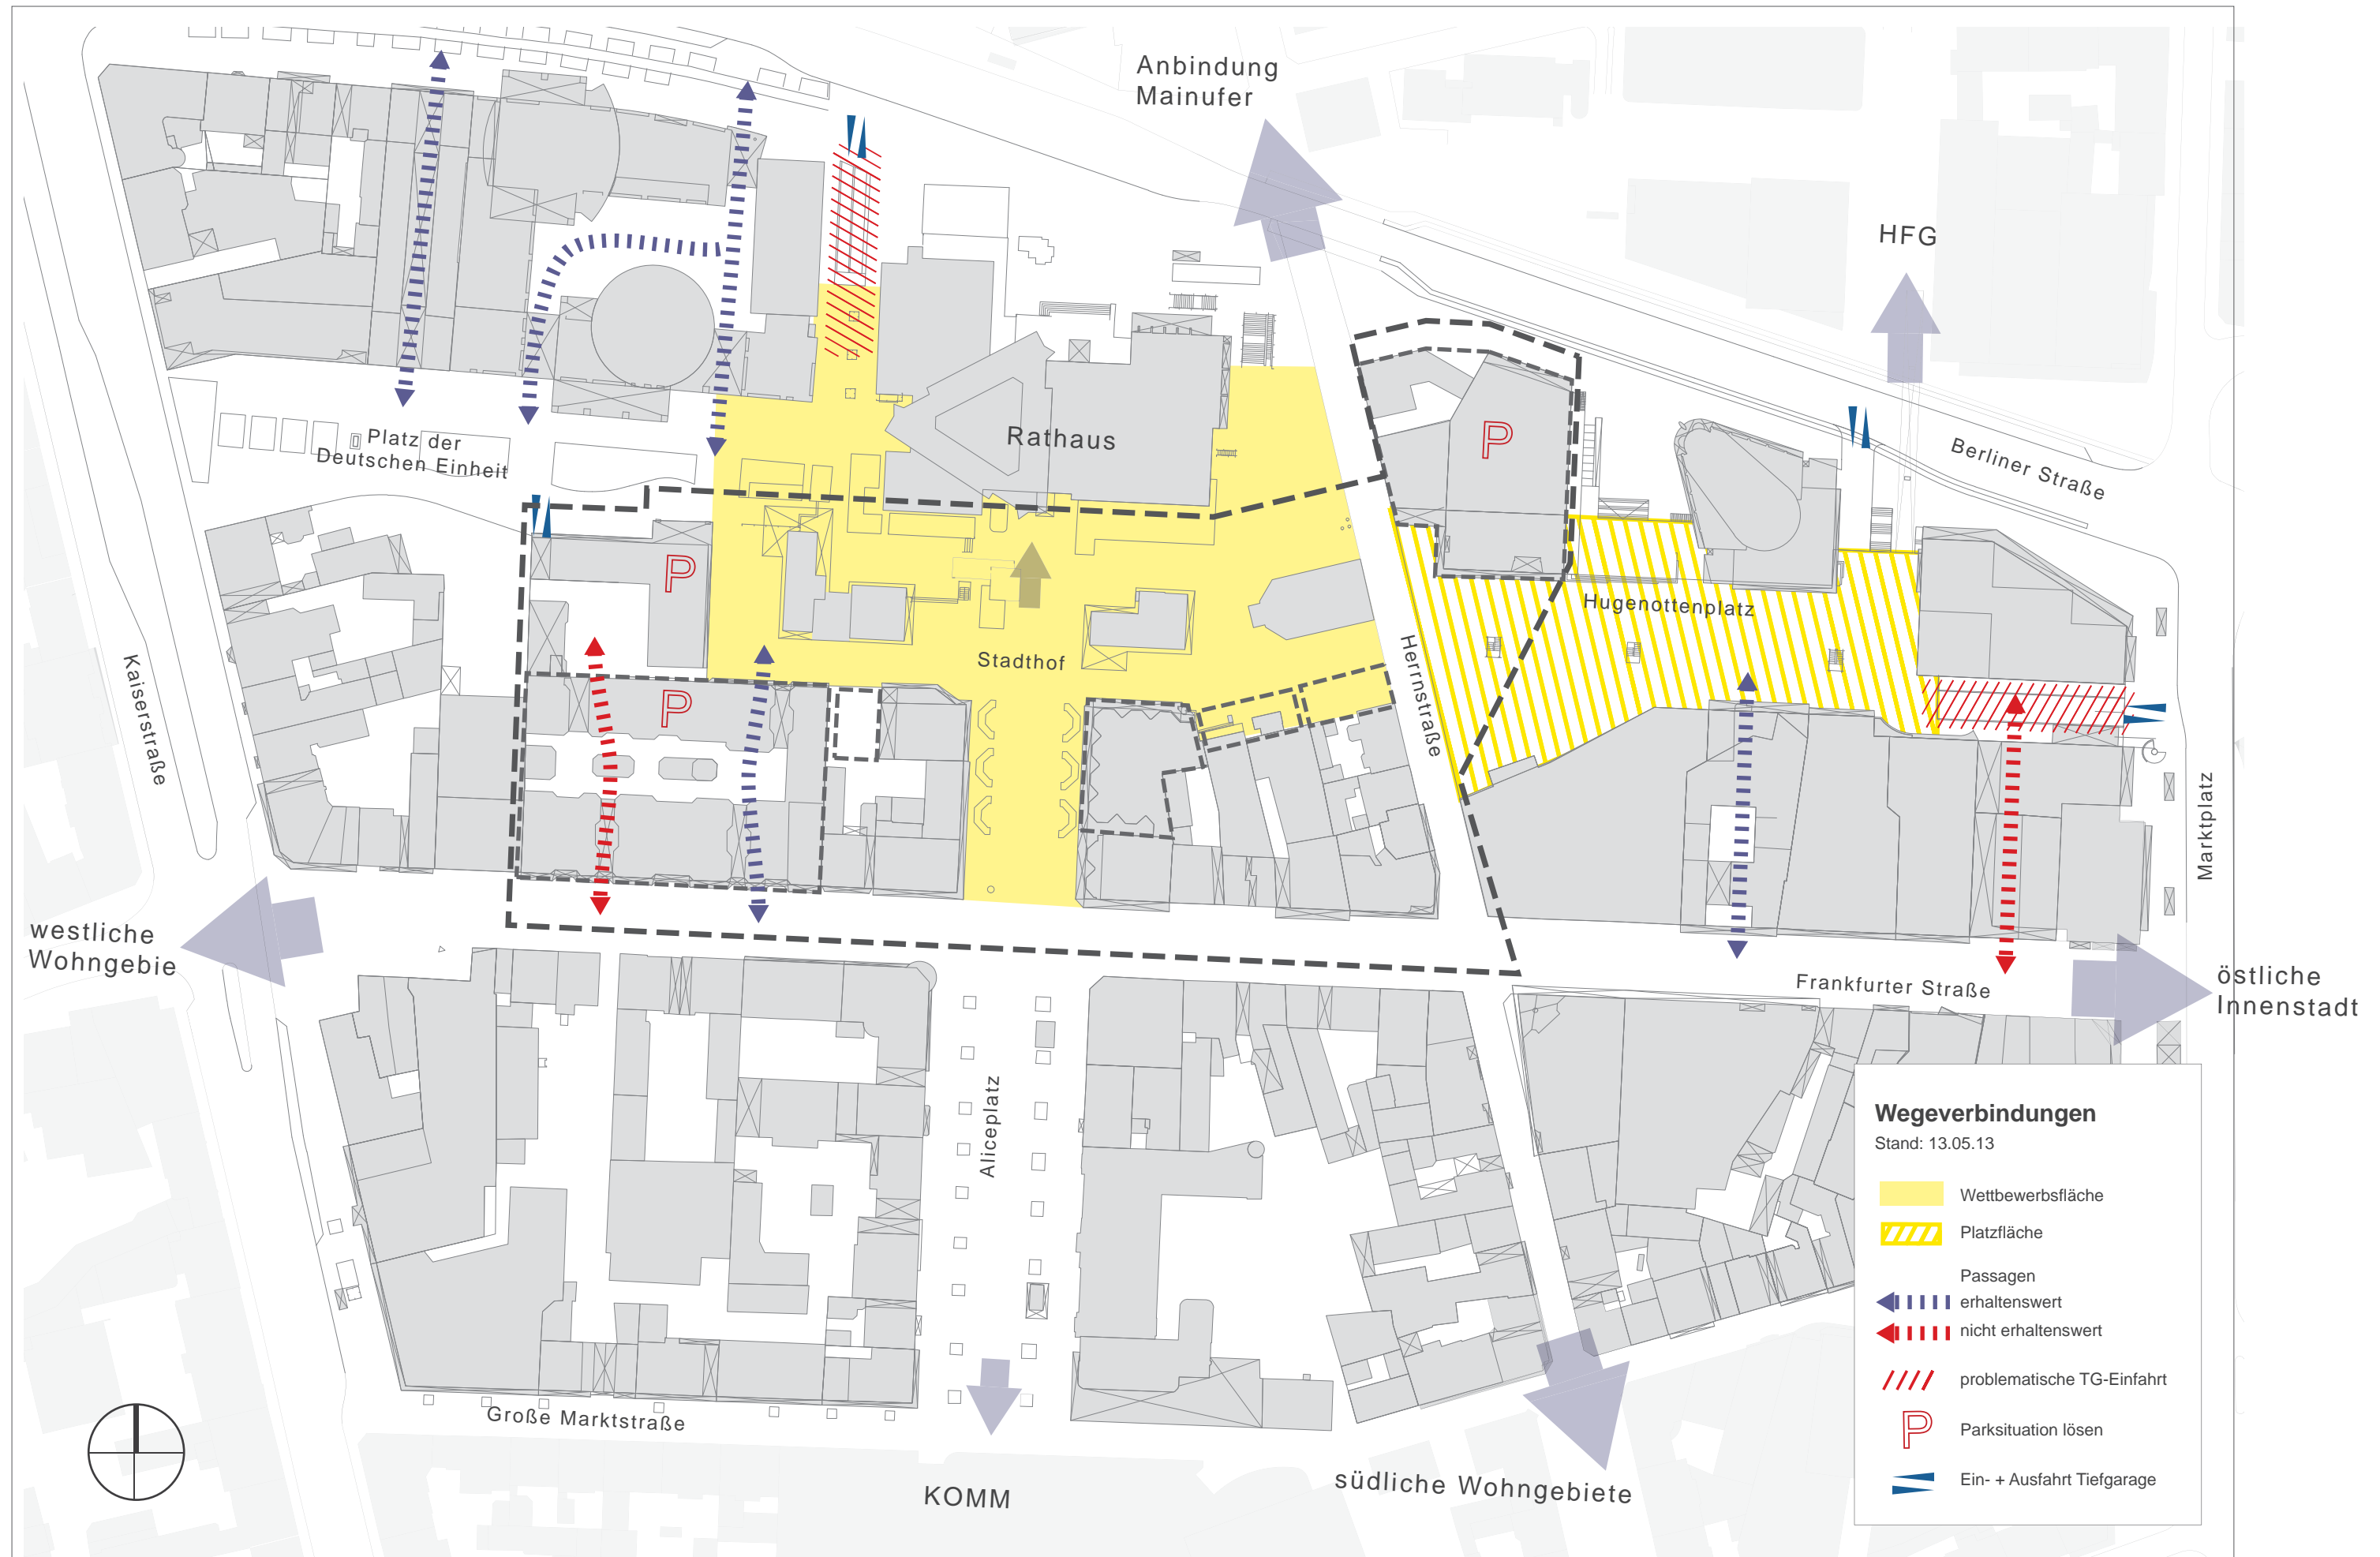 Anbindung
Mainufer
HFG
Berliner Straße
Rathaus
P
Platz der
Deutschen Einheit
P
Hugenottenplatz
Stadthof
P
Herrnstraße
Kaiserstraße
Marktplatz
westliche
Wohngebie
Frankfurter Straße
östliche
Innenstadt
Aliceplatz
Große Marktstraße
KOMM
südliche Wohngebiete
Wegeverbindungen
Stand: 13.05.13
Wettbewerbsfläche
Platzfläche
Passagen
erhaltenswert
nicht erhaltenswert
problematische TG-Einfahrt
P Parksituation lösen
Ein- + Ausfahrt Tiefgarage